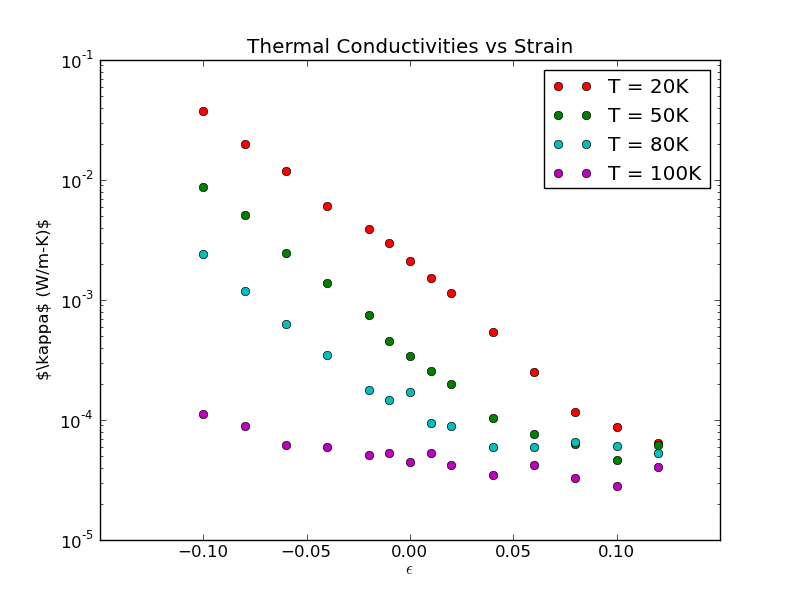 Thermal Conductivities vs Strain
10^-1
10^-2
10^-3
10^-4
10^-5
$\kappa$ (W/m-K)$
T = 20K
T = 50K
T = 80K
T = 100K
−0.10 −0.05 0.00 0.05 0.10
ϵ